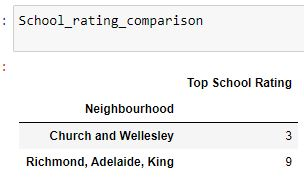 : School_rating_comparison
:
Top School Rating
Neighbourhood
Church and Wellesley 3
Richmond, Adelaide, King 9